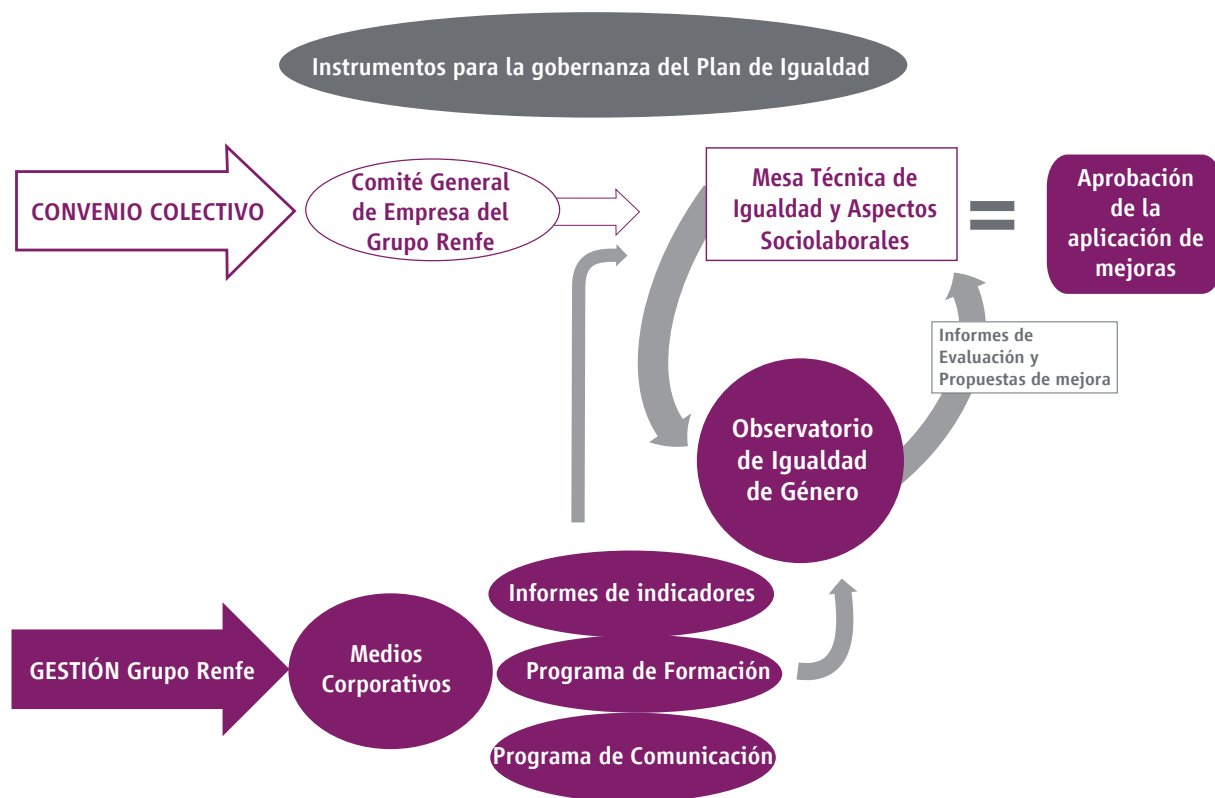 Instrumentos para la gobernanza del Plan de Igualdad
CONVENIO COLECTIVO
Comité General
de Empresa del
Grupo Renfe
Mesa Técnica de
Igualdad y Aspectos
Sociolaborales
Aprobación
de la
aplicación de
mejoras
Informes de
Evaluación y
Propuestas de mejora
Observatorio
de Igualdad
de Género
GESTIÓN Grupo Renfe
Medios
Corporativos
Informes de indicadores
Programa de Formación
Programa de Comunicación